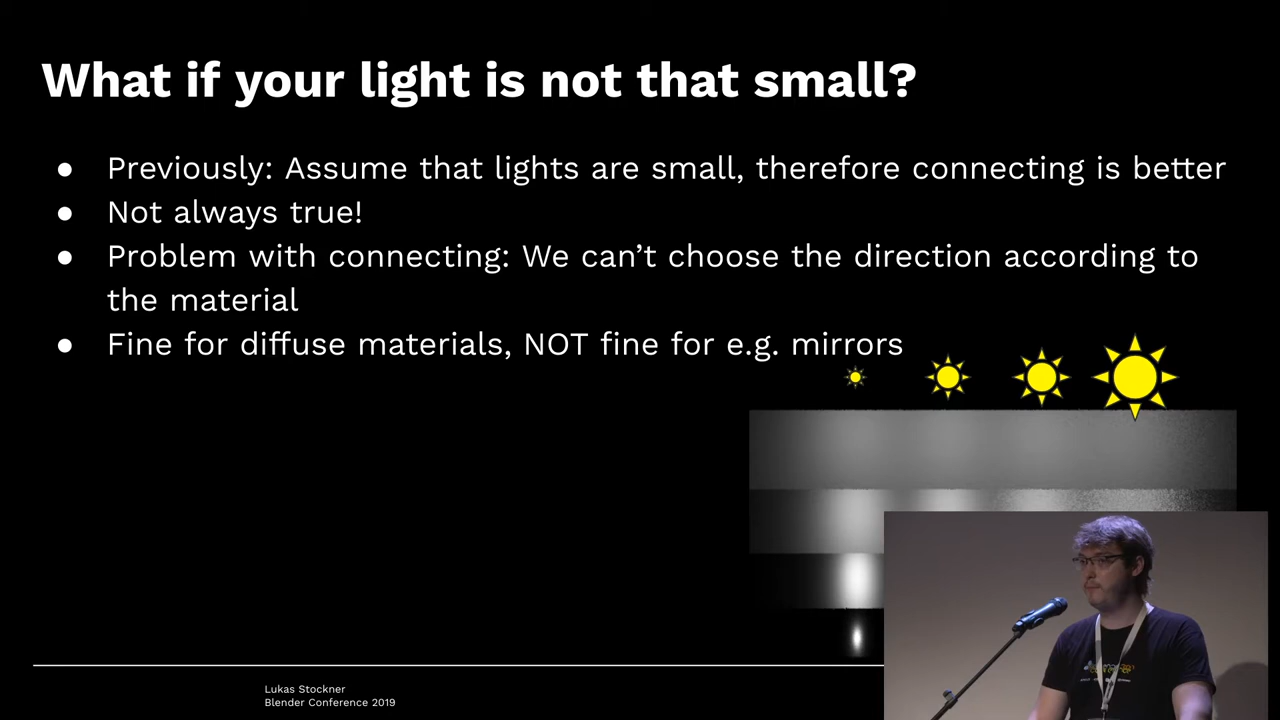 What if your light is not that small?
● Previously: Assume that lights are small, therefore connecting is better
● Not always true!
● Problem with connecting: We can’t choose the direction according to
the material
● Fine for diffuse materials, NOT fine for e.g. mirrors
Lukas Stockner
Blender Conference 2019